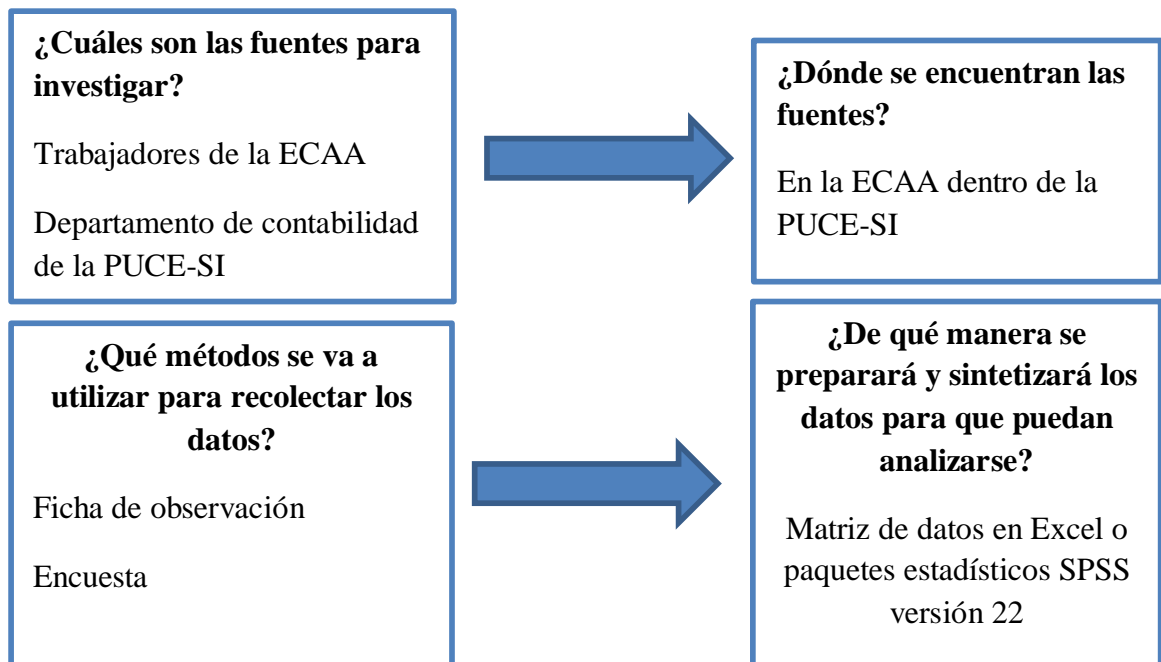 ¿Cuáles son las fuentes para
investigar?
Trabajadores de la ECAA
Departamento de contabilidad
de la PUCE-SI
¿Dónde se encuentran las
fuentes?
En la ECAA dentro de la
PUCE-SI
¿Qué métodos se va a
utilizar para recolectar los
datos?
Ficha de observación
Encuesta
¿De qué manera se
preparará y sintetizará los
datos para que puedan
analizarse?
Matriz de datos en Excel o
paquetes estadísticos SPSS
versión 22